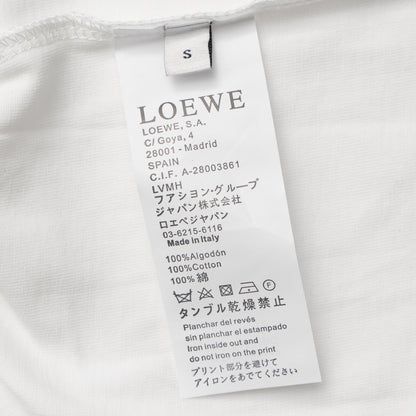 S
LOEWE
LOEWE, S.A.
C/ Goya, 4
28001 - Madrid
SPAIN
C.I.F. A-28003861
LVMH
ファション・グループ
ジャパン株式会社
ロエベジャパン
03-6215-6116
Made in Italy
100%Algodón
100%Cotton
100%綿
タンブル乾燥禁止
Planchar del revés
sin planchar el estampado
Iron inside out and
do not iron on the print
プリント部分を避けて
アイロンをあててください